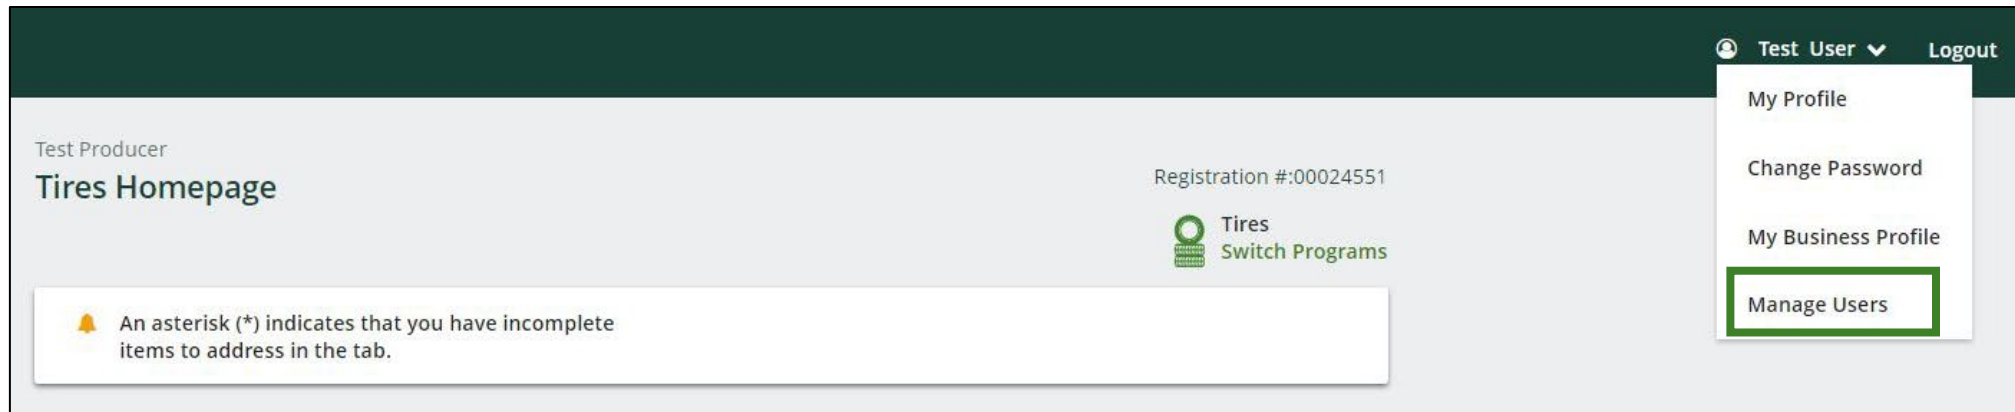 Test User
Logout
My Profile
Change Password
My Business Profile
Manage Users
Test Producer
Tires Homepage
Registration #:00024551
Tires
Switch Programs
An asterisk (*) indicates that you have incomplete
items to address in the tab.